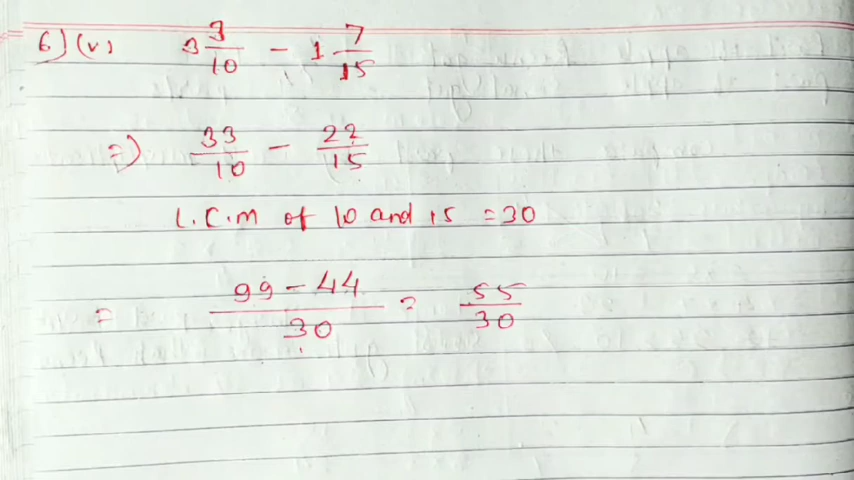 6) (v) 3 3/10 - 1 7/15
=) 33/10 - 22/15
L.C.M of 10 and 15 = 30
= 99 - 44/30 = 55/30